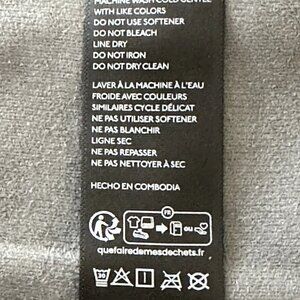 MACHINE WASH COLD GENTLE
WITH LIKE COLORS
DO NOT USE SOFTENER
DO NOT BLEACH
LINE DRY
DO NOT IRON
DO NOT DRY CLEAN
LAVER À LA MACHINE À L'EAU
FROIDE AVEC COULEURS
SIMILAIRES CYCLE DÉLICAT
NE PAS UTILISER SOFTENER
NE PAS BLANCHIR
LIGNE SEC
NE PAS REPASSER
NE PAS NETTOYER À SEC
HECHO EN COMBODIA
FR
quefairedemesdechets.fr
30